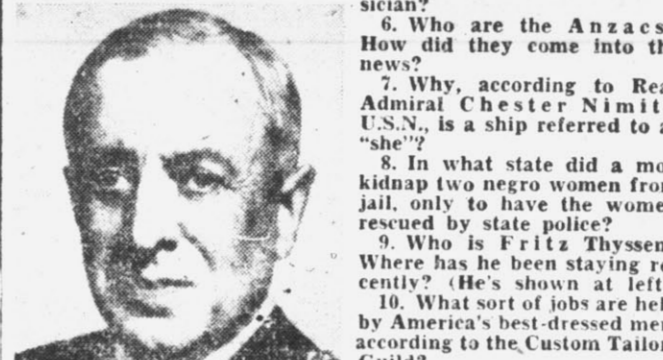 sician?
6. Who are the Anzacs
How did they come into th
news?
7. Why, according to Rea
Admiral Chester Nimit
U.S.N., is a ship referred to a
"she"?
8. In what state did a mo
kidnap two negro women from
jail, only to have the wome
rescued by state police?
9. Who is Fritz Thyssen
Where has he been staying re
cently? (He's shown at left
10. What sort of jobs are hel
by America's best-dressed me
according to the Custom Tailo
Guild?